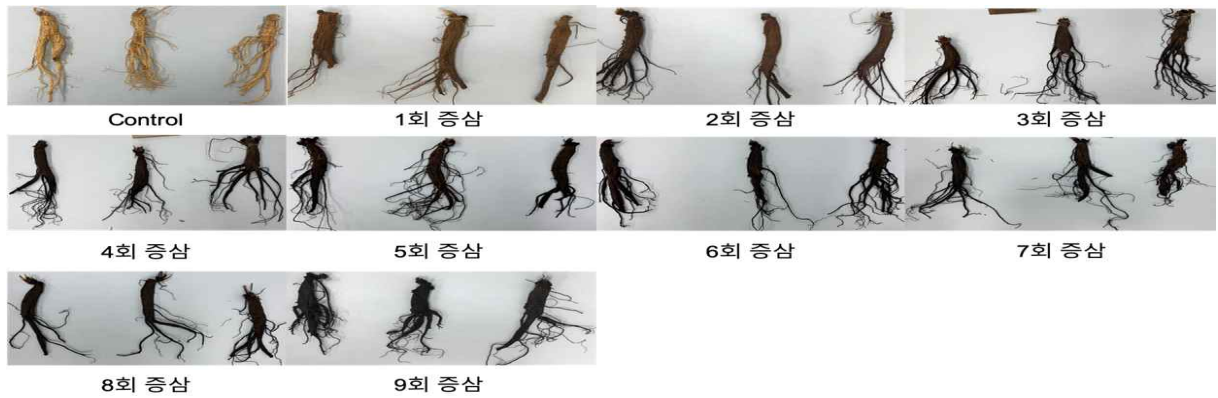 Control 1회 증삼 2회 증삼 3회 증삼
4회 증삼 5회 증삼 6회 증삼 7회 증삼
8회 증삼 9회 증삼